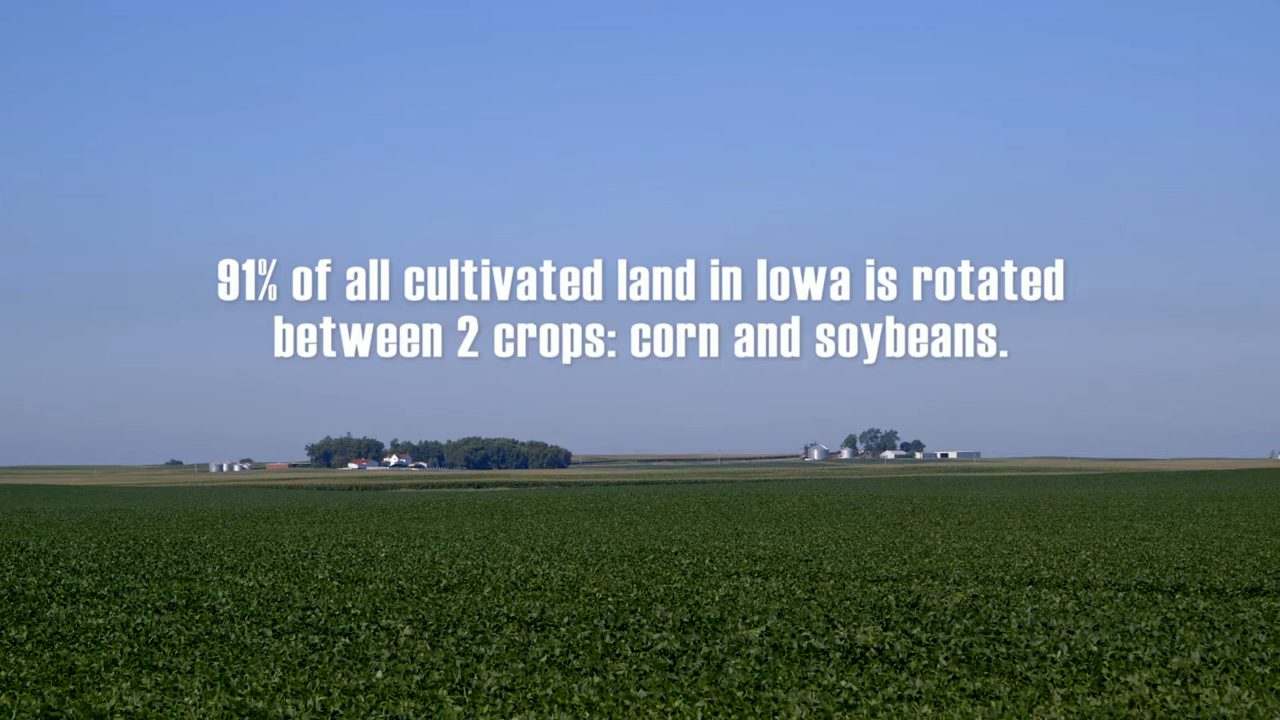 91% of all cultivated land in Iowa is rotated
between 2 crops: corn and soybeans.